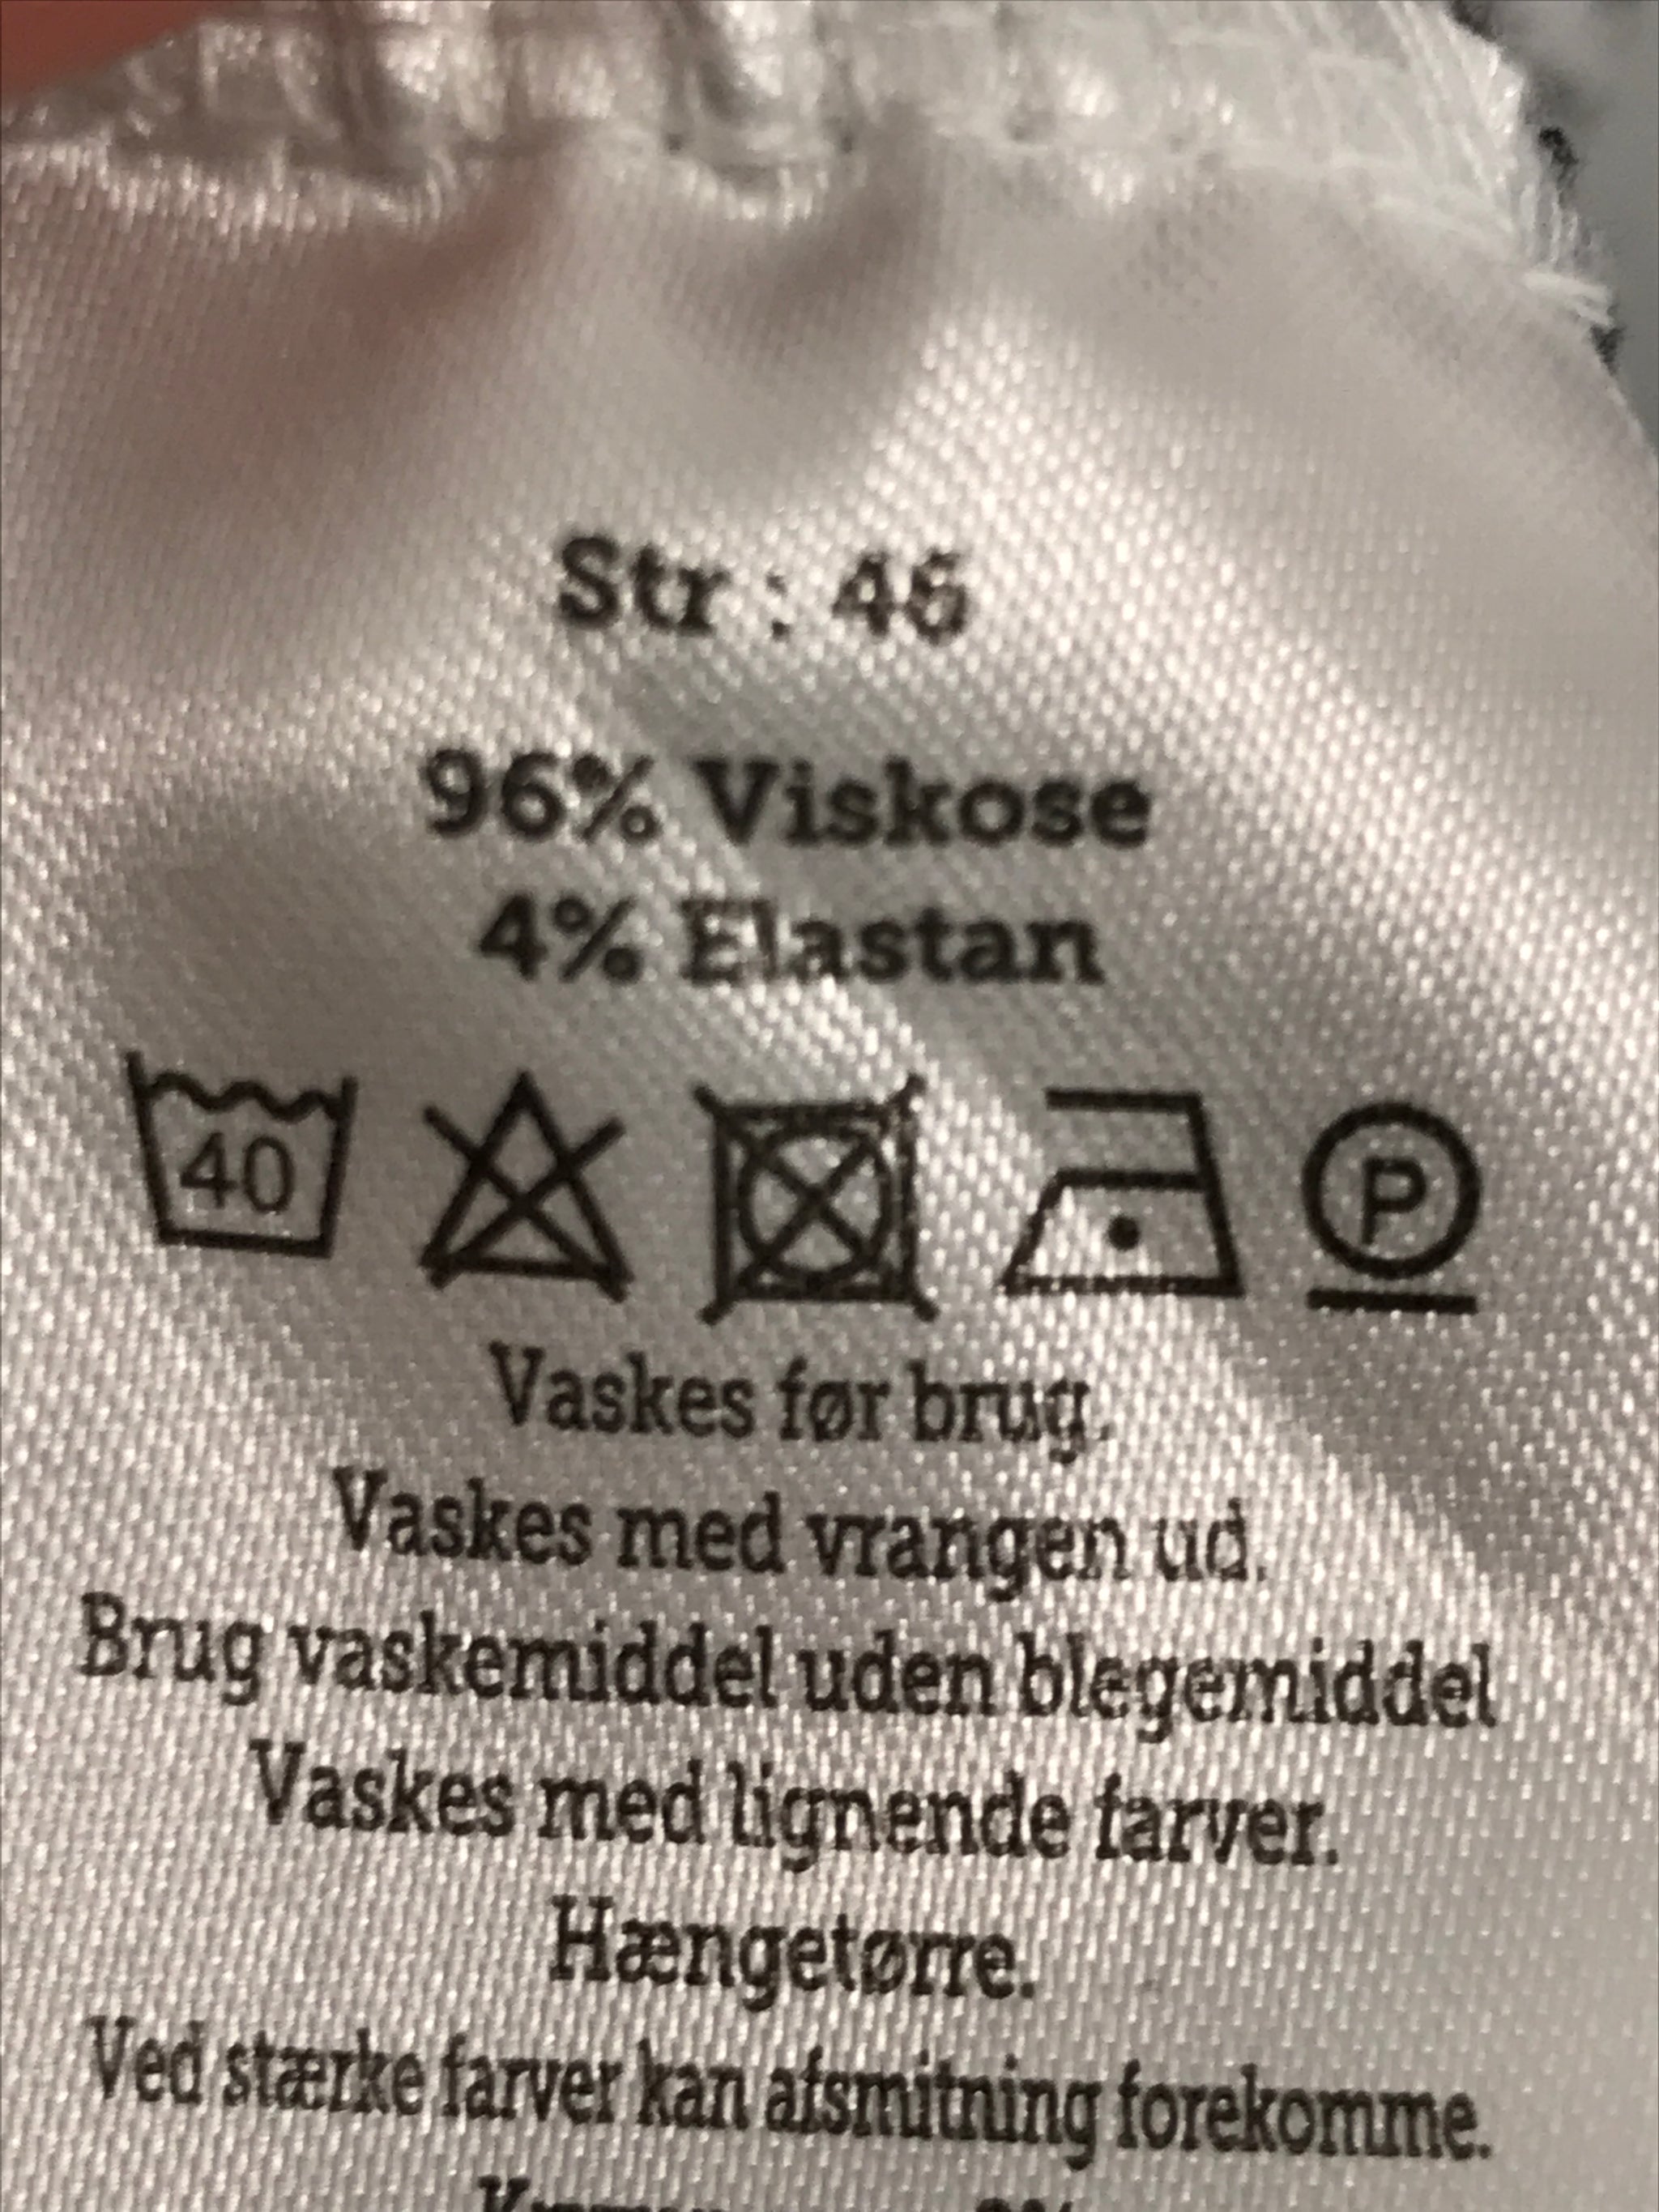 Str : 46
96% Viskose
4% Elastan
40 P
Vaskes før brug.
Vaskes med vrangen ud.
Brug vaskemiddel uden blegemiddel
Vaskes med lignende farver.
Hængetørre.
Ved stærke farver kan afsmitning forekomme.